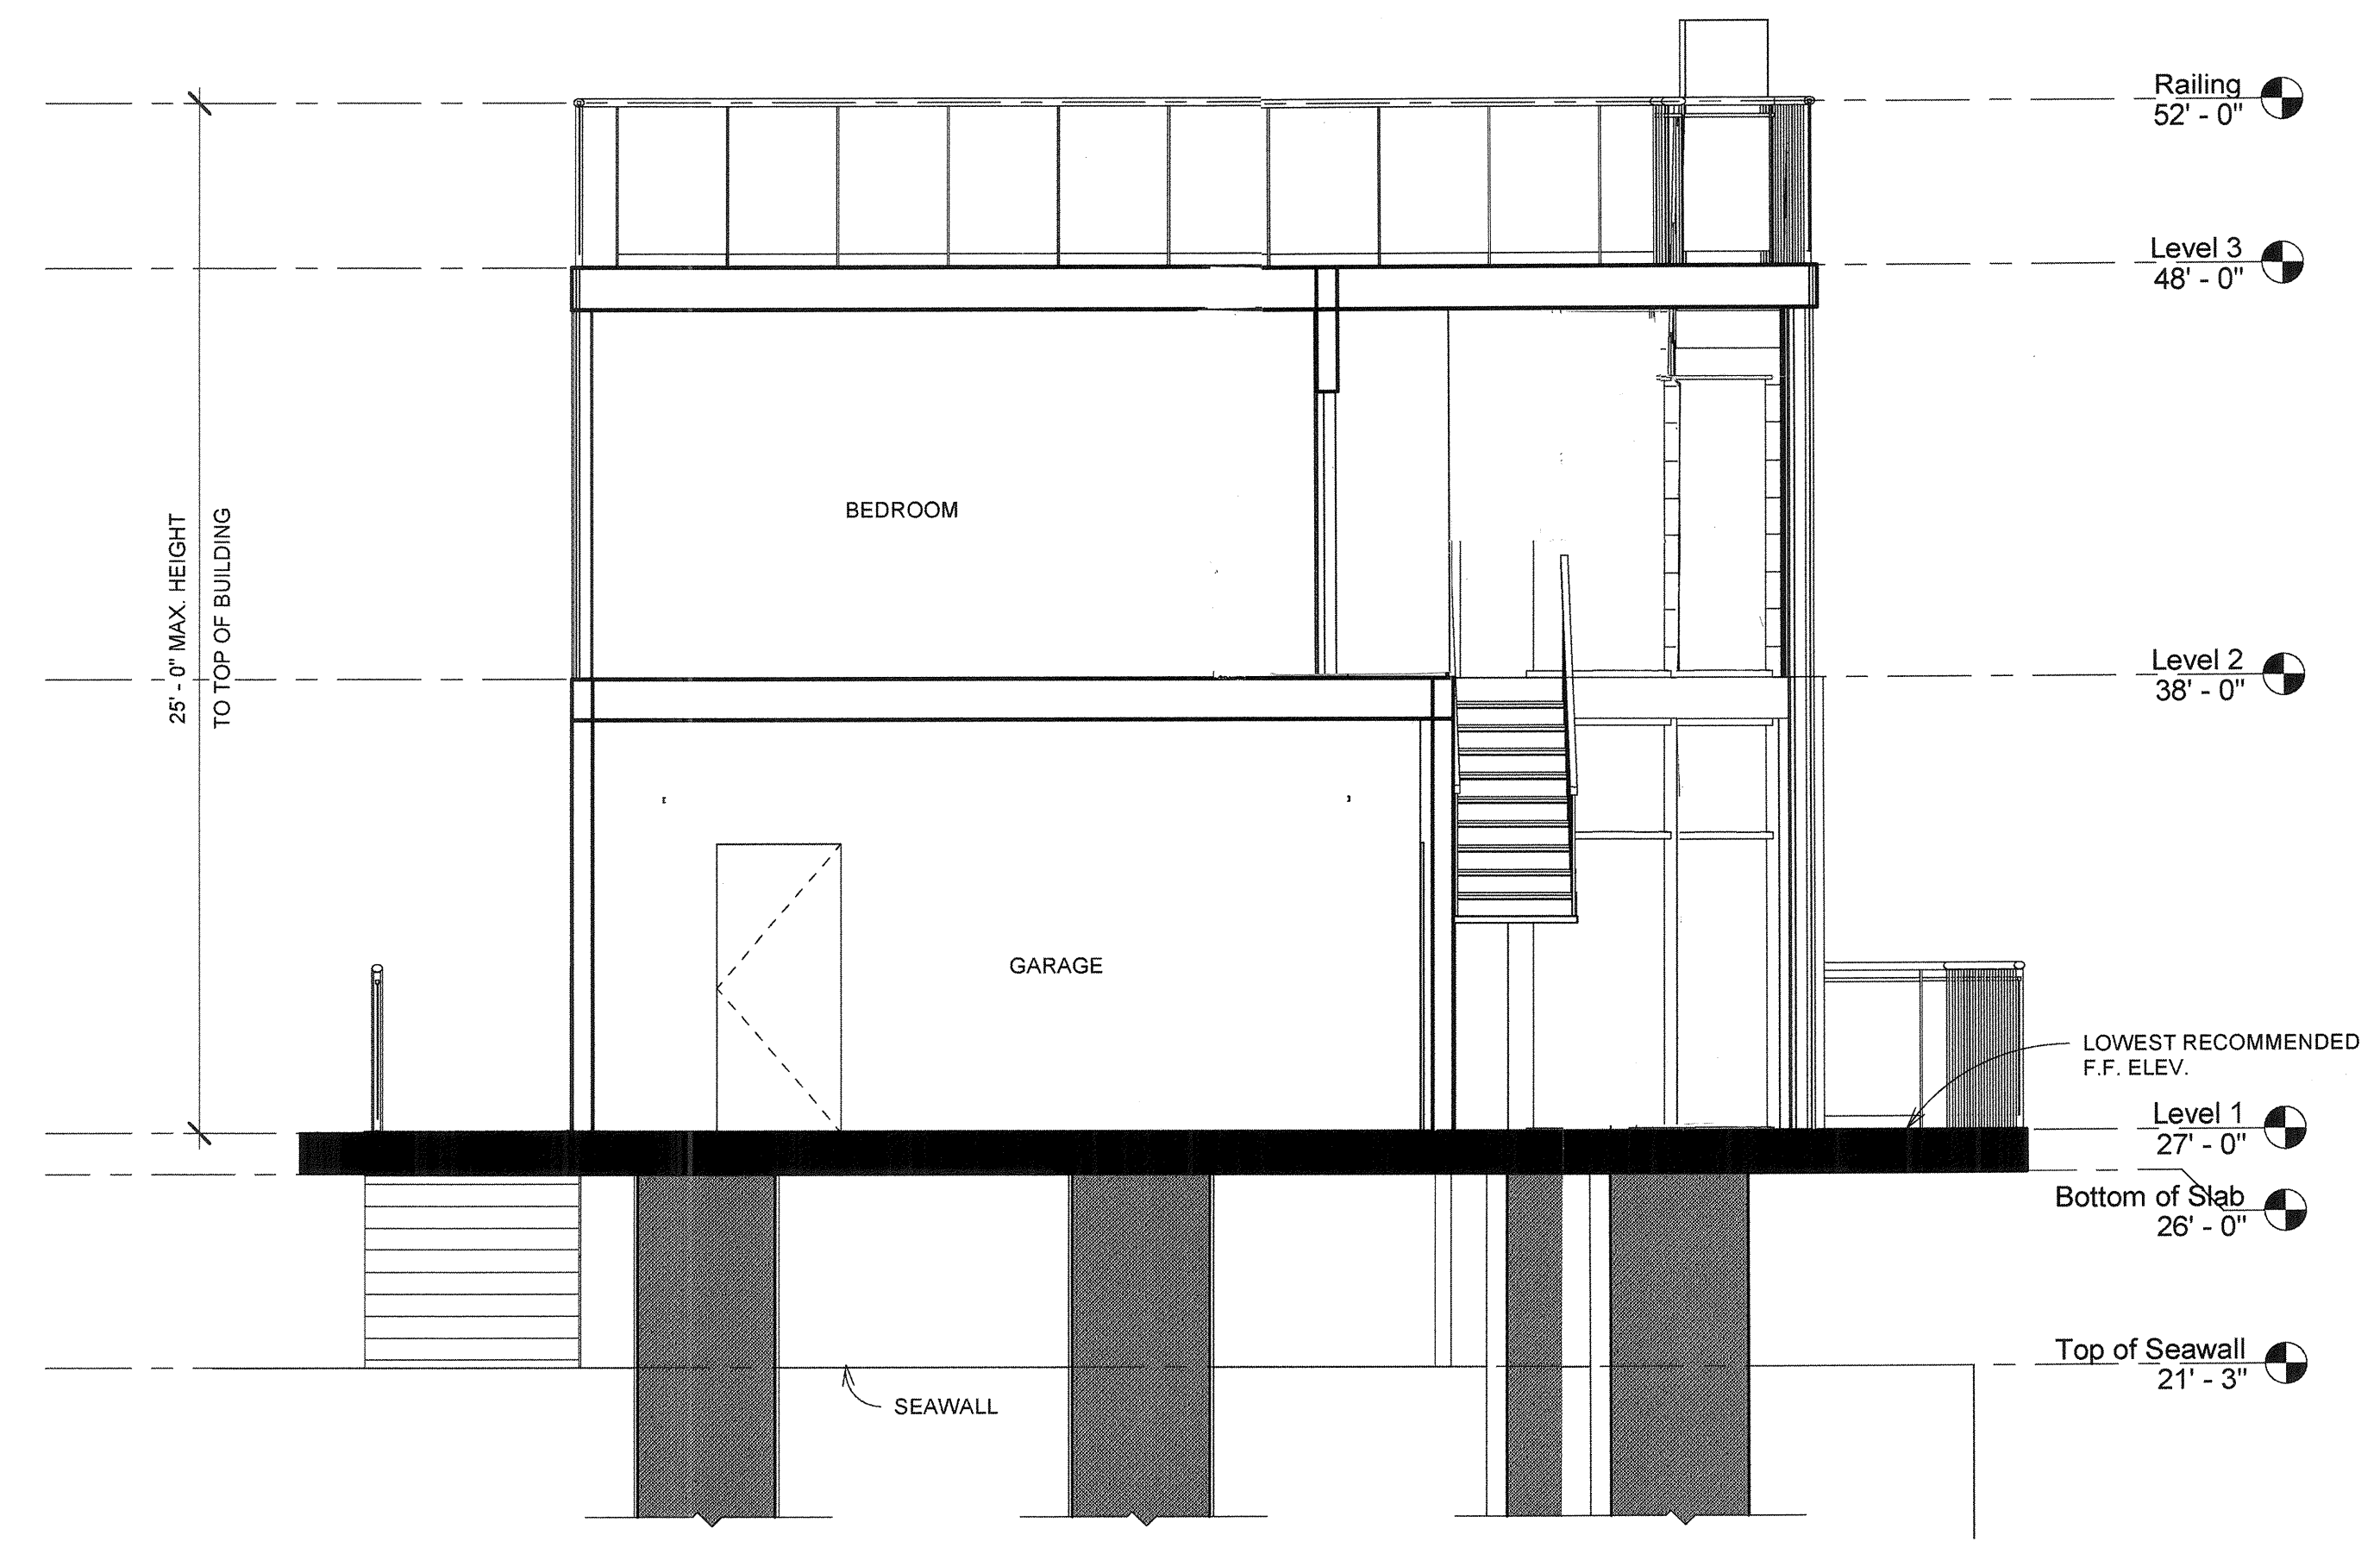 Railing
52' - 0"
Level 3
48' - 0"
BEDROOM
25' - 0" MAX. HEIGHT
TO TOP OF BUILDING
Level 2
38' - 0"
GARAGE
LOWEST RECOMMENDED
F.F. ELEV.
Level 1
27' - 0"
Bottom of Slab
26' - 0"
Top of Seawall
21' - 3"
SEAWALL